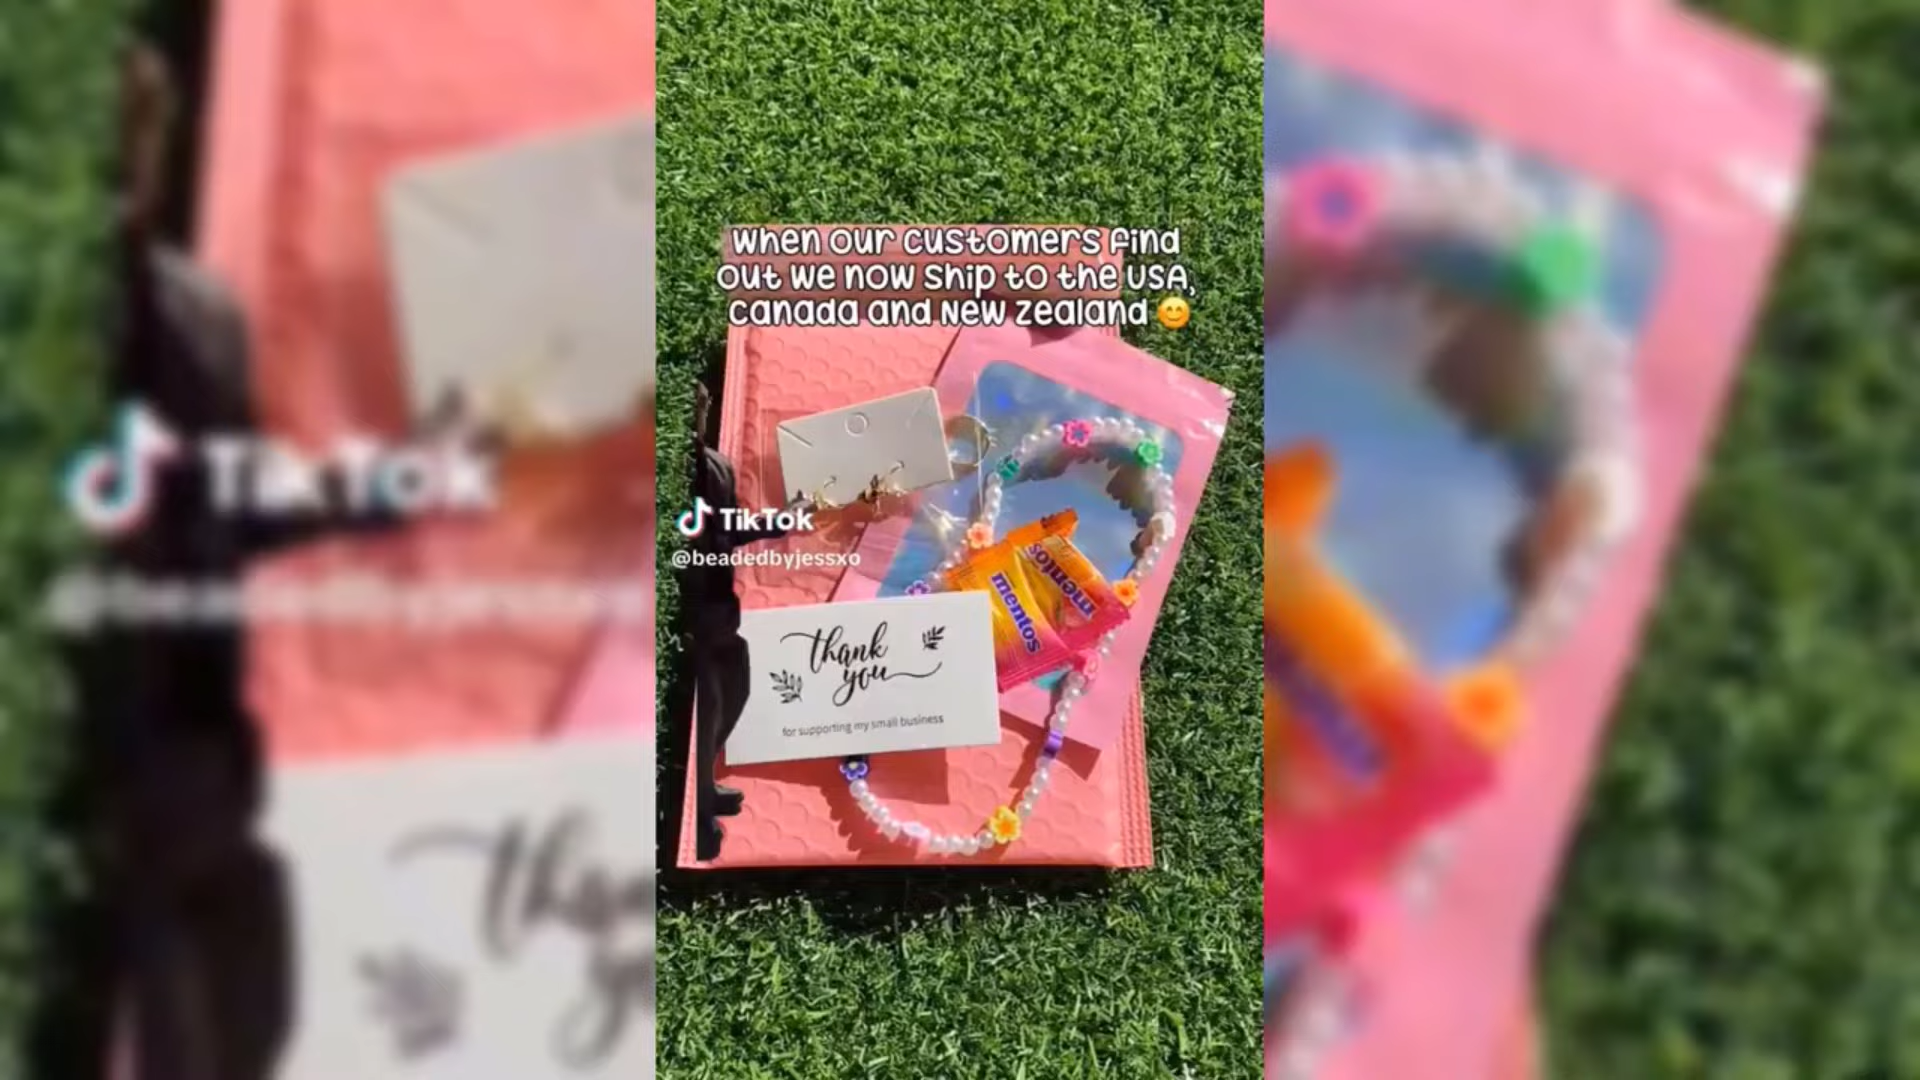 when our customers find
out we now ship to the USA,
canada and new zealand 😊
TikTok
@beadedbyjessxo
mentos
mentos
thank
you
for supporting my small business
TikTok